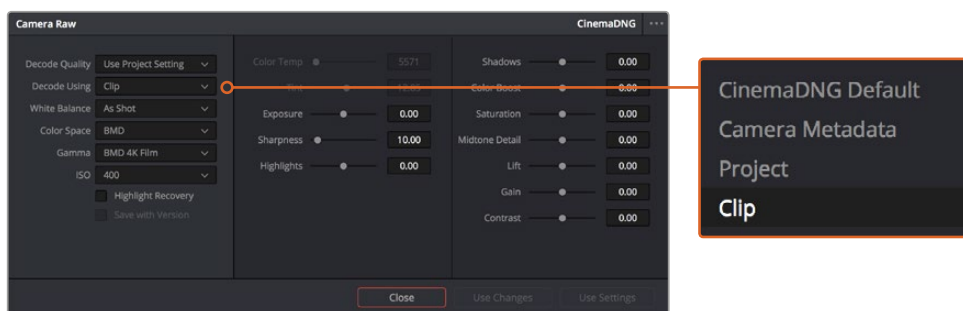 Camera Raw
CinemaDNG
Decode Quality Use Project Setting
Decode Using Clip
White Balance As Shot
Color Space BMD
Gamma BMD 4K Film
ISO 400
Highlight Recovery
Save with Version
Color Temp 5571
Tint
Exposure 0.00
Sharpness 10.00
Highlights 0.00
Shadows 0.00
Color Boost 0.00
Saturation 0.00
Midtone Detail 0.00
Lift 0.00
Gain 0.00
Contrast 0.00
Close
Use Changes
Use Settings
CinemaDNG Default
Camera Metadata
Project
Clip